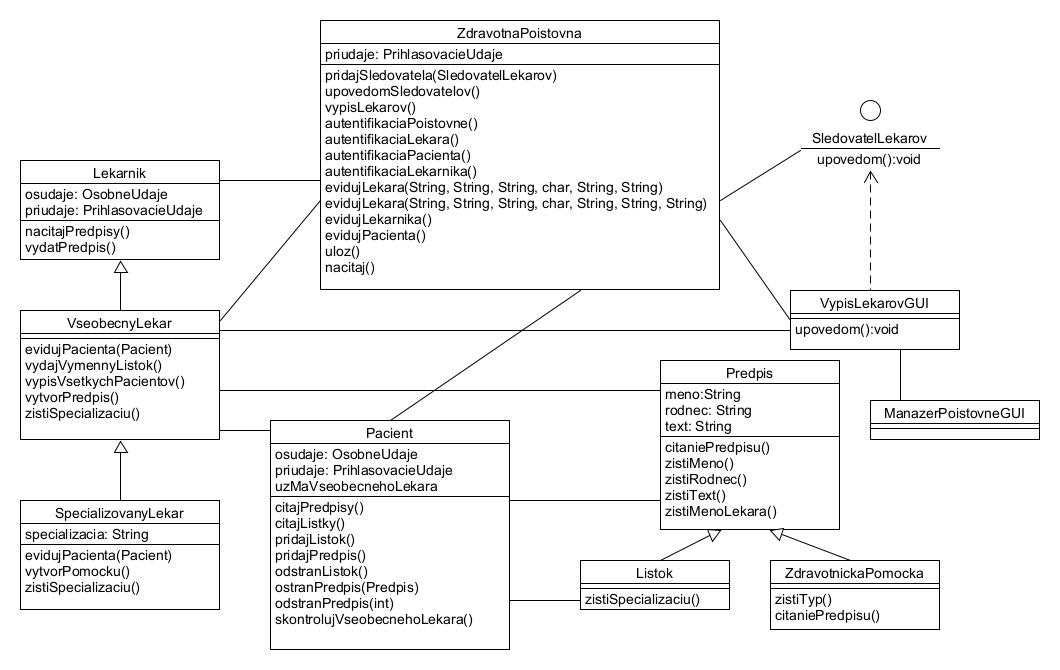 ZdravotnaPoistovna
priudaje: PrihlasovacieUdaje
pridajSledovatela(SledovatelLekarov)
upovedomSledovatelov()
vypisLekarov()
autentifikaciaPoistovne()
autentifikaciaLekara()
autentifikaciaPacienta()
autentifikaciaLekarnika()
evidujLekara(String, String, String, char, String, String)
evidujLekara(String, String, String, char, String, String, String)
evidujLekarnika()
evidujPacienta()
uloz()
nacitaj()
SledovatelLekarov
upovedom():void
Lekarnik
osudaje: OsobneUdaje
priudaje: PrihlasovacieUdaje
nacitajPredpisy()
vydatPredpis()
VseobecnyLekar
evidujPacienta(Pacient)
vydajVymennyListok()
vypisVsetkychPacientov()
vytvorPredpis()
zistiSpecializaciu()
VypisLekarovGUI
upovedom():void
ManazerPoistovneGUI
Predpis
meno:String
rodnec: String
text: String
citaniePredpisu()
zistiMeno()
zistiRodnec()
zistiText()
zistiMenoLekara()
Pacient
osudaje: OsobneUdaje
priudaje: PrihlasovacieUdaje
uzMaVseobecnehoLekara
citajPredpisy()
citajListky()
pridajListok()
pridajPredpis()
odstranListok()
ostranPredpis(Predpis)
odstranPredpis(int)
skontrolujVseobecnehoLekara()
SpecializovanyLekar
specializacia: String
evidujPacienta(Pacient)
vytvorPomocku()
zistiSpecializaciu()
Listok
zistiSpecializaciu()
ZdravotnickaPomocka
zistiTyp()
citaniePredpisu()